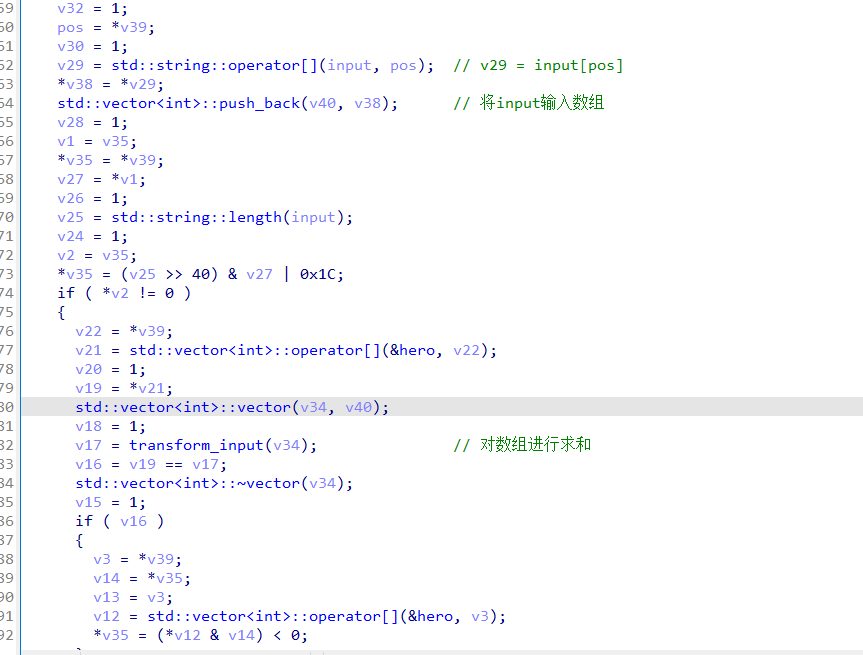 59 v32 = 1;
60 pos = *v39;
61 v30 = 1;
62 v29 = std::string::operator[](input, pos); // v29 = input[pos]
63 *v38 = *v29;
64 std::vector<int>::push_back(v40, v38); // 将input输入数组
65 v28 = 1;
66 v1 = v35;
67 *v35 = *v39;
68 v27 = *v1;
69 v26 = 1;
70 v25 = std::string::length(input);
71 v24 = 1;
72 v2 = v35;
73 *v35 = (v25 >> 40) & v27 | 0x1C;
74 if ( *v2 != 0 )
75 {
76 v22 = *v39;
77 v21 = std::vector<int>::operator[](&hero, v22);
78 v20 = 1;
79 v19 = *v21;
80 std::vector<int>::vector(v34, v40);
81 v18 = 1;
82 v17 = transform_input(v34); // 对数组进行求和
83 v16 = v19 == v17;
84 std::vector<int>::~vector(v34);
85 v15 = 1;
86 if ( v16 )
87 {
88 v3 = *v39;
89 v14 = *v35;
90 v13 = v3;
91 v12 = std::vector<int>::operator[](&hero, v3);
92 *v35 = (*v12 & v14) < 0;